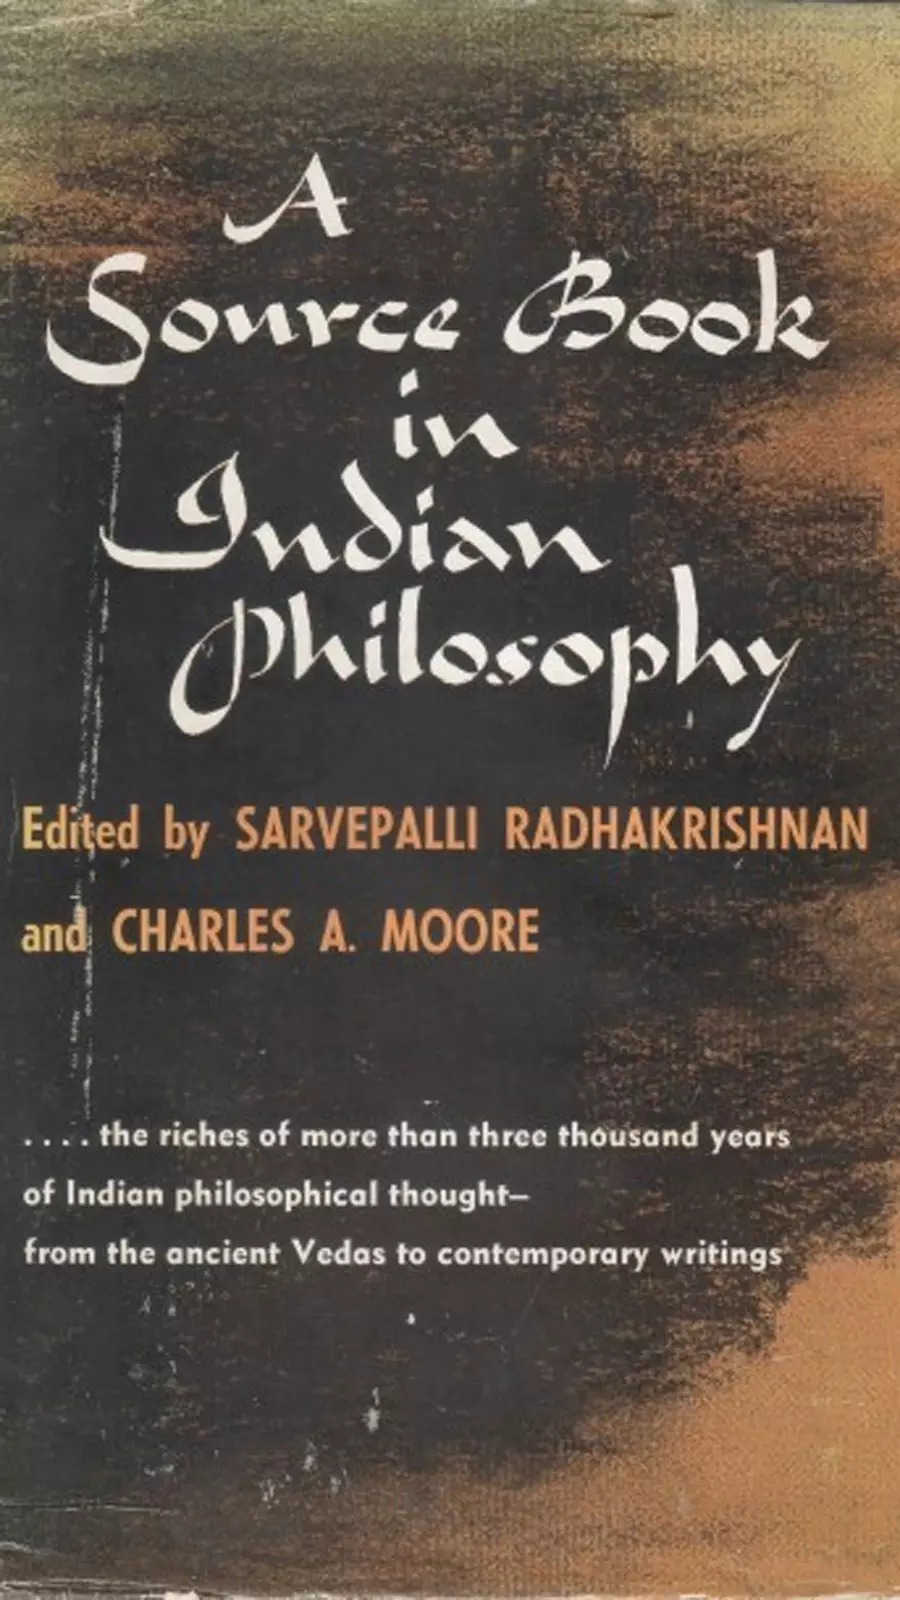 A
Source Book
in
Indian
Philosophy
Edited by SARVEPALLI RADHAKRISHNAN
and CHARLES A. MOORE
....the riches of more than three thousand years
of Indian philosophical thought—
from the ancient Vedas to contemporary writings